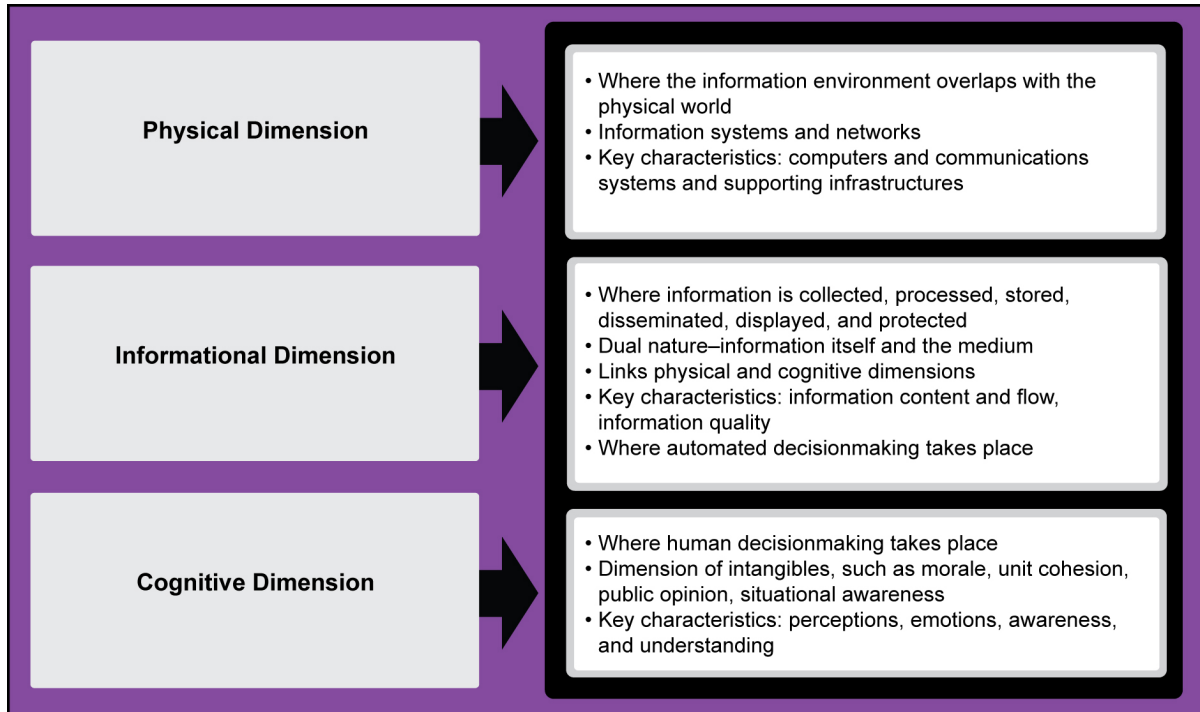 Physical Dimension
• Where the information environment overlaps with the
physical world
• Information systems and networks
• Key characteristics: computers and communications
systems and supporting infrastructures
Informational Dimension
• Where information is collected, processed, stored,
disseminated, displayed, and protected
• Dual nature–information itself and the medium
• Links physical and cognitive dimensions
• Key characteristics: information content and flow,
information quality
• Where automated decisionmaking takes place
Cognitive Dimension
• Where human decisionmaking takes place
• Dimension of intangibles, such as morale, unit cohesion,
public opinion, situational awareness
• Key characteristics: perceptions, emotions, awareness,
and understanding